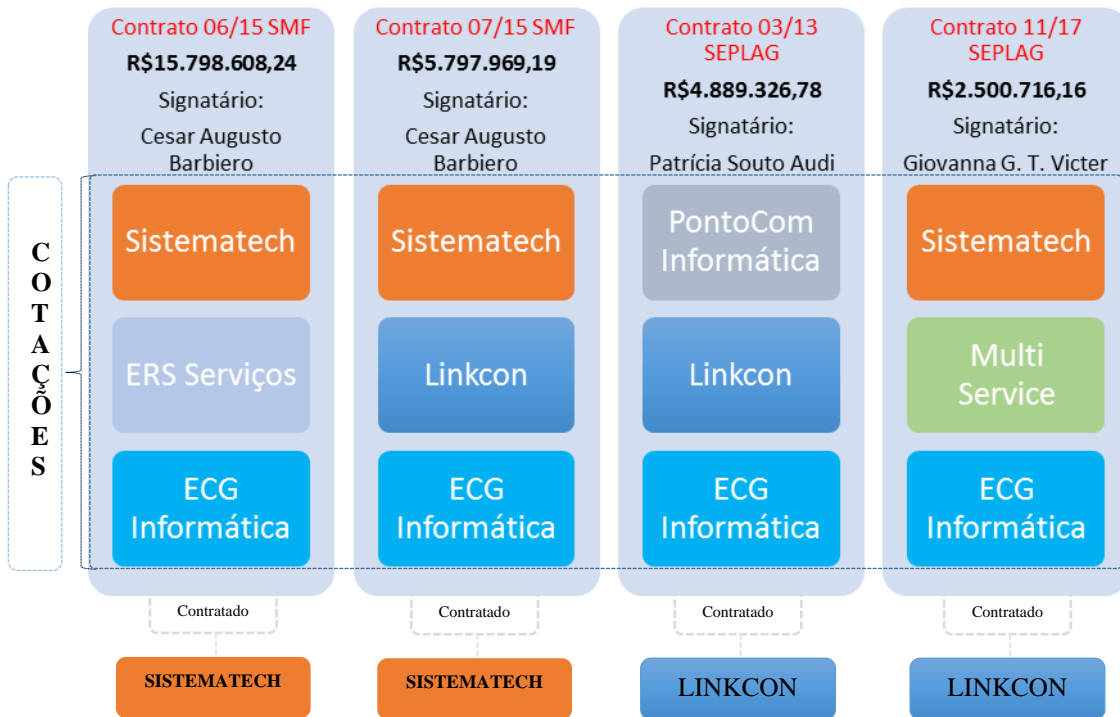 Contrato 06/15 SMF
R$15.798.608,24
Signatário:
Cesar Augusto
Barbiero
Contrato 07/15 SMF
R$5.797.969,19
Signatário:
Cesar Augusto
Barbiero
Contrato 03/13
SEPLAG
R$4.889.326,78
Signatário:
Patrícia Souto Audi
Contrato 11/17
SEPLAG
R$2.500.716,16
Signatário:
Giovanna G. T. Victer
C
O
T
A
Ç
Õ
E
S
Sistematech
Sistematech
PontoCom
Informática
Sistematech
ERS Serviços
Linkcon
Linkcon
Multi
Service
ECG
Informática
ECG
Informática
ECG
Informática
ECG
Informática
Contratado
Contratado
Contratado
Contratado
SISTEMATECH
SISTEMATECH
LINKCON
LINKCON